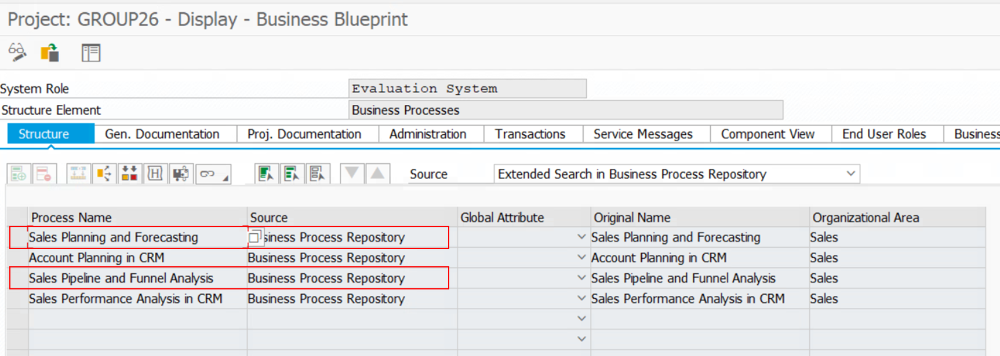 Project: GROUP26 - Display - Business Blueprint
System Role Evaluation System
Structure Element Business Processes
Structure Gen. Documentation Proj. Documentation Administration Transactions Service Messages Component View End User Roles Business
Source Extended Search in Business Process Repository
Process Name Source Global Attribute Original Name Organizational Area
Sales Planning and Forecasting siness Process Repository Sales Planning and Forecasting Sales
Account Planning in CRM Business Process Repository Account Planning in CRM Sales
Sales Pipeline and Funnel Analysis Business Process Repository Sales Pipeline and Funnel Analysis Sales
Sales Performance Analysis in CRM Business Process Repository Sales Performance Analysis in CRM Sales